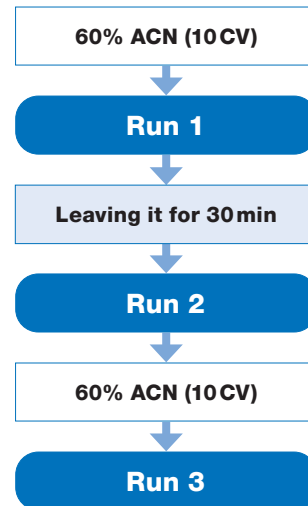 60% ACN (10 CV)
Run 1
Leaving it for 30 min
Run 2
60% ACN (10 CV)
Run 3